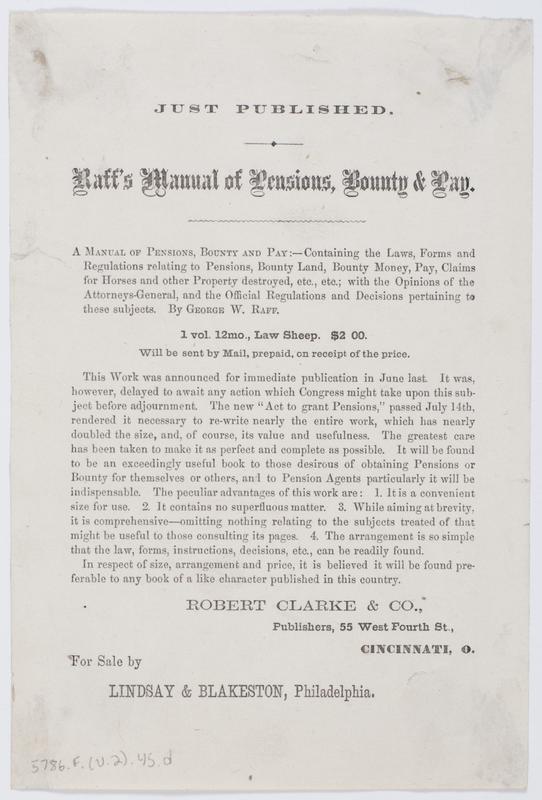 JUST PUBLISHED.
Raff's Manual of Pensions, Bounty & Pay.
A Manual of Pensions, Bounty and Pay:—Containing the Laws, Forms and
Regulations relating to Pensions, Bounty Land, Bounty Money, Pay, Claims
for Horses and other Property destroyed, etc., etc.; with the Opinions of the
Attorneys-General, and the Official Regulations and Decisions pertaining to
these subjects. By George W. Raff.
1 vol. 12mo., Law Sheep. $2 00.
Will be sent by Mail, prepaid, on receipt of the price.
This Work was announced for immediate publication in June last. It was,
however, delayed to await any action which Congress might take upon this sub-
ject before adjournment. The new "Act to grant Pensions," passed July 14th,
rendered it necessary to re-write nearly the entire work, which has nearly
doubled the size, and, of course, its value and usefulness. The greatest care
has been taken to make it as perfect and complete as possible. It will be found
to be an exceedingly useful book to those desirous of obtaining Pensions or
Bounty for themselves or others, and to Pension Agents particularly it will be
indispensable. The peculiar advantages of this work are: 1. It is a convenient
size for use. 2. It contains no superfluous matter. 3. While aiming at brevity,
it is comprehensive—omitting nothing relating to the subjects treated of that
might be useful to those consulting its pages. 4. The arrangement is so simple
that the law, forms, instructions, decisions, etc., can be readily found.
In respect of size, arrangement and price, it is believed it will be found pre-
ferable to any book of a like character published in this country.
ROBERT CLARKE & CO.,
Publishers, 55 West Fourth St.,
CINCINNATI, O.
For Sale by
LINDSAY & BLAKESTON, Philadelphia.
5786.F.(v.2).45.d